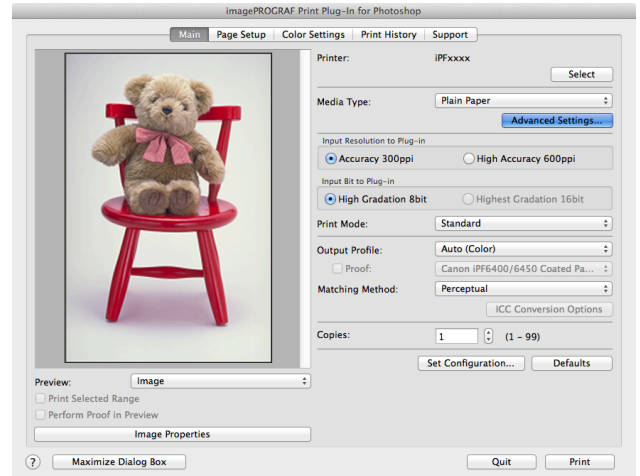 imagePROGRAF Print Plug-In for Photoshop
Main Page Setup Color Settings Print History Support
Printer: iPFxxxx
Select
Media Type: Plain Paper
Advanced Settings...
Input Resolution to Plug-in
Accuracy 300ppi High Accuracy 600ppi
Input Bit to Plug-in
High Gradation 8bit Highest Gradation 16bit
Print Mode: Standard
Output Profile: Auto (Color)
Proof: Canon iPF6400/6450 Coated Pa...
Matching Method: Perceptual
ICC Conversion Options
Copies: 1 (1 – 99)
Set Configuration... Defaults
Preview: Image
Print Selected Range
Perform Proof in Preview
Image Properties
? Maximize Dialog Box Quit Print